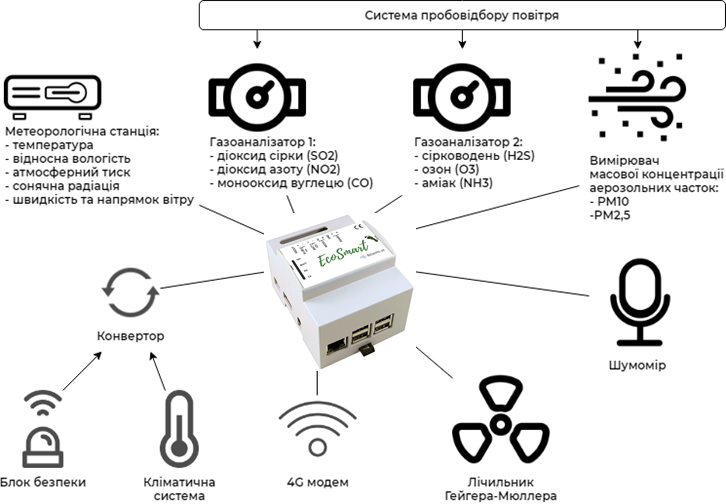 Система пробовідбору повітря
Метеорологічна станція:
- температура
- відносна вологість
- атмосферний тиск
- сонячна радіація
- швидкість та напрямок вітру
Газоаналізатор 1:
- діоксид сірки (SO2)
- діоксид азоту (NO2)
- монооксид вуглецю (CO)
Газоаналізатор 2:
- сірководень (H2S)
- озон (O3)
- аміак (NH3)
Вимірювач
масової концентрації
аерозольних часток:
- PM10
-PM2,5
CE
EcoSmart
Конвертор
Шумомір
Блок безпеки
Кліматична
система
4G модем
Лічильник
Гейгера-Мюллера